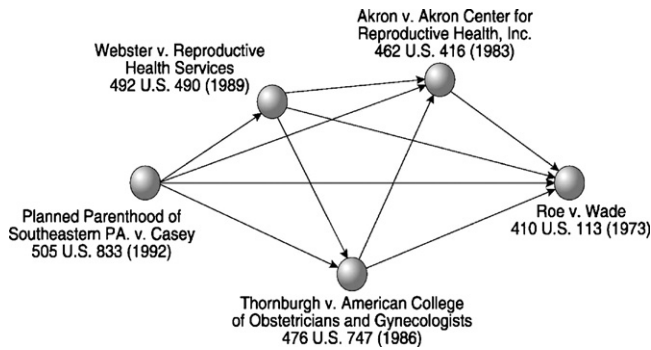 Akron v. Akron Center for
Reproductive Health, Inc.
462 U.S. 416 (1983)
Webster v. Reproductive
Health Services
492 U.S. 490 (1989)
Planned Parenthood of
Southeastern PA. v. Casey
505 U.S. 833 (1992)
Roe v. Wade
410 U.S. 113 (1973)
Thornburgh v. American College
of Obstetricians and Gynecologists
476 U.S. 747 (1986)